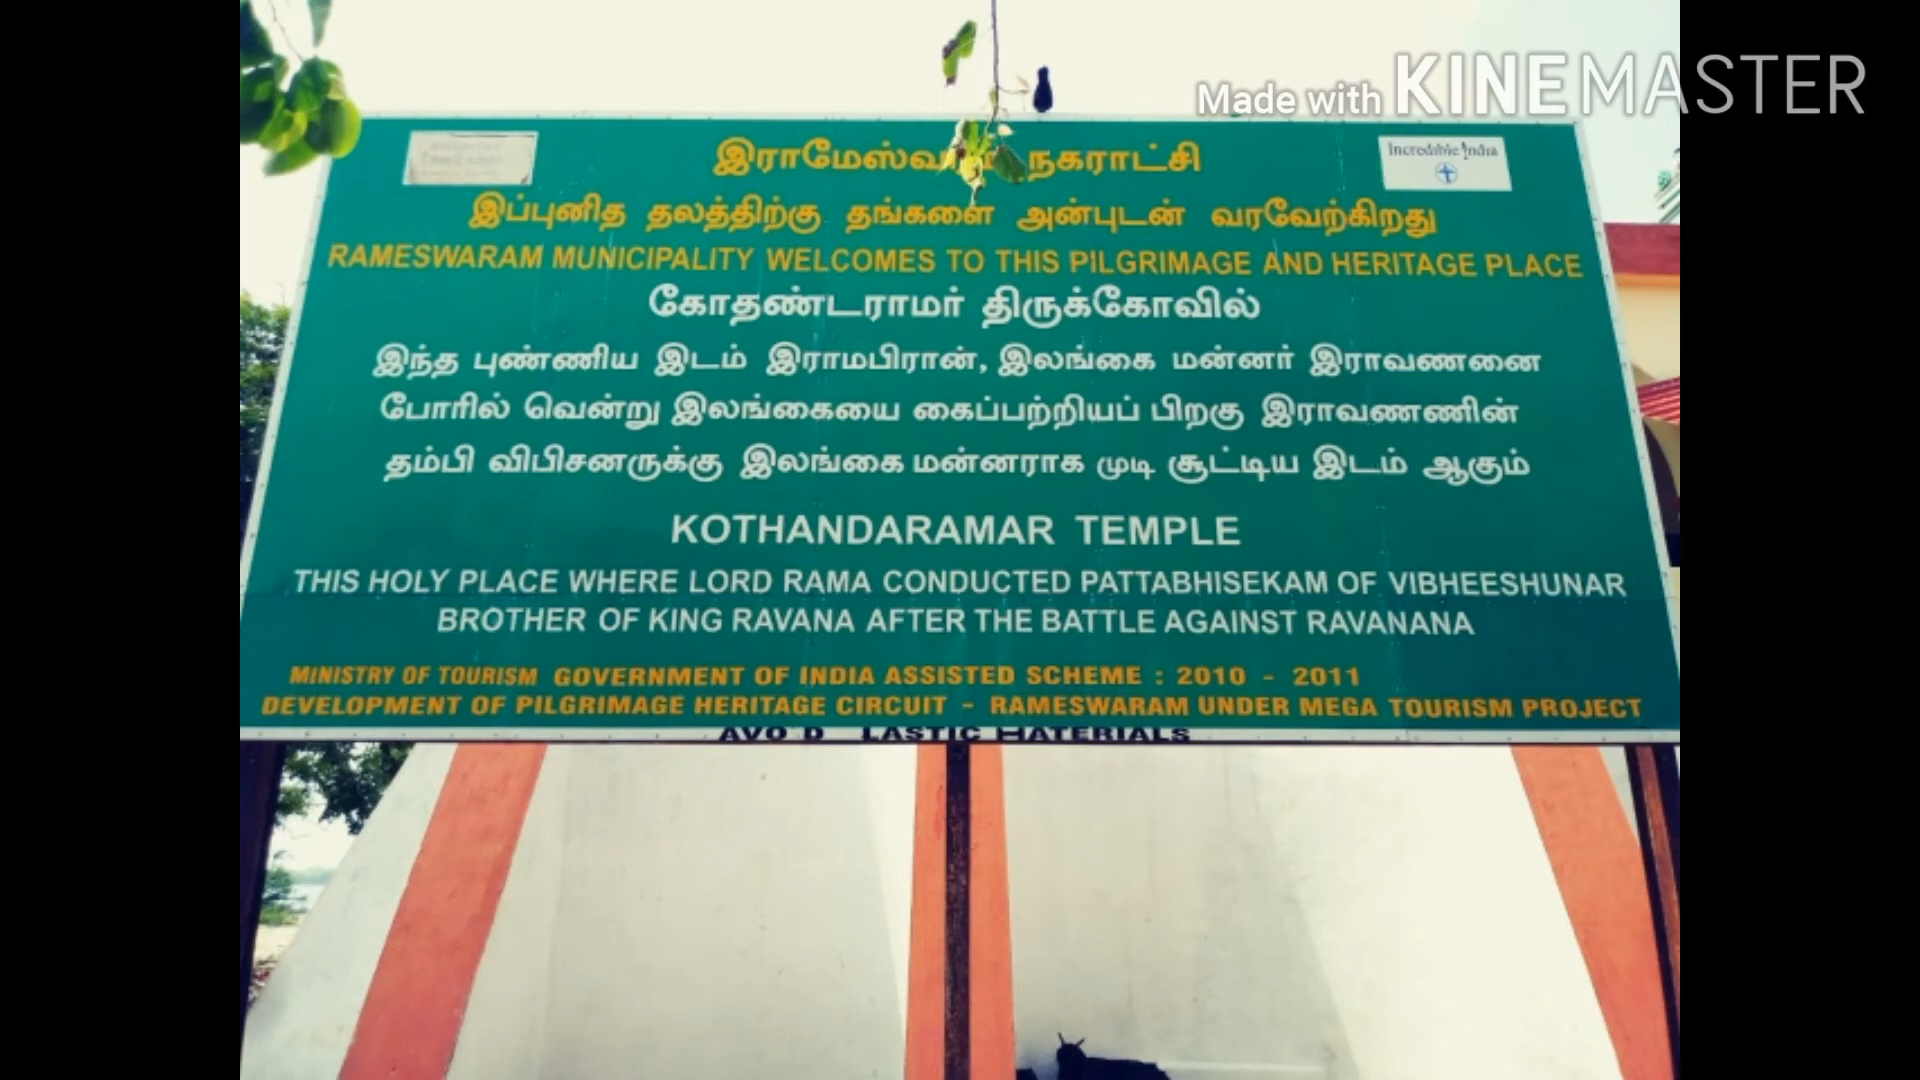 Made with KINEMASTER
Incredible !ndia
நகராட்சி
இப்புனித தலத்திற்கு தங்களை அன்புடன் வரவேற்கிறது
RAMESWARAM MUNICIPALITY WELCOMES TO THIS PILGRIMAGE AND HERITAGE PLACE
கோதண்டராமர் திருக்கோவில்
இந்த புண்ணிய இடம் இராமபிரான், இலங்கை மன்னர் இராவணனை
போரில் வென்று இலங்கையை கைப்பற்றியப் பிறகு இராவணணின்
தம்பி விபிசனருக்கு இலங்கை மன்னராக முடி சூட்டிய இடம் ஆகும்
KOTHANDARAMAR TEMPLE
THIS HOLY PLACE WHERE LORD RAMA CONDUCTED PATTABHISEKAM OF VIBHEESHUNAR
BROTHER OF KING RAVANA AFTER THE BATTLE AGAINST RAVANANA
MINISTRY OF TOURISM GOVERNMENT OF INDIA ASSISTED SCHEME : 2010 - 2011
DEVELOPMENT OF PILGRIMAGE HERITAGE CIRCUIT - RAMESWARAM UNDER MEGA TOURISM PROJECT
MATERIALS